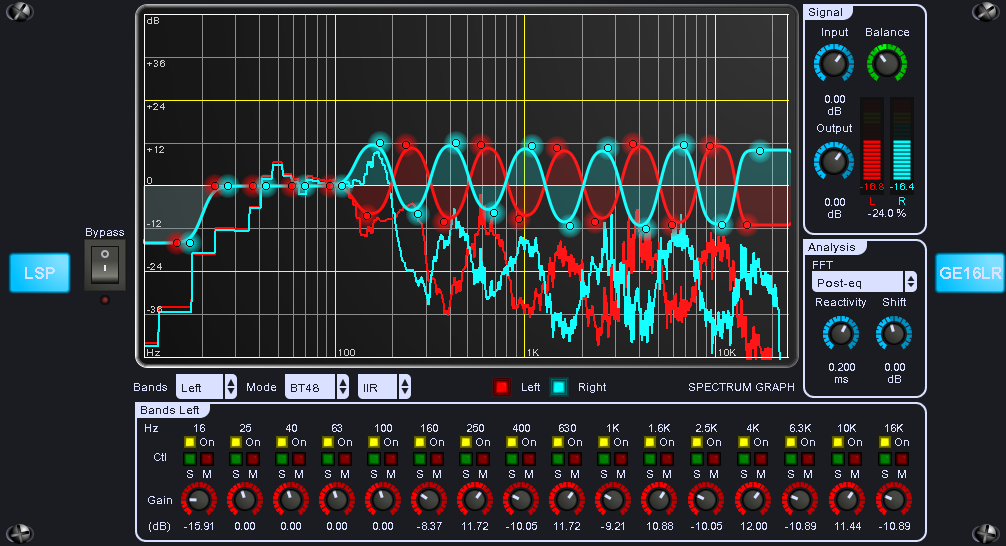 dB
+36
+24
+12
0
-12
-24
-36
Hz 100 1K 10K
Signal
Input Balance
0.00
dB
Output
-16.8 -16.4
L R
0.00
dB
-24.0 %
Bypass
LSP
GE16LR
Analysis
FFT
Post-eq
Reactivity Shift
0.200 0.00
ms dB
Bands Left Mode BT48 IIR Left Right SPECTRUM GRAPH
Bands Left
Hz 16 25 40 63 100 160 250 400 630 1K 1.6K 2.5K 4K 6.3K 10K 16K
On On On On On On On On On On On On On On On On
Ctl
S M S M S M S M S M S M S M S M S M S M S M S M S M S M S M S M
Gain
(dB) -15.91 0.00 0.00 0.00 0.00 -8.37 11.72 -10.05 11.72 -9.21 10.88 -10.05 12.00 -10.89 11.44 -10.89